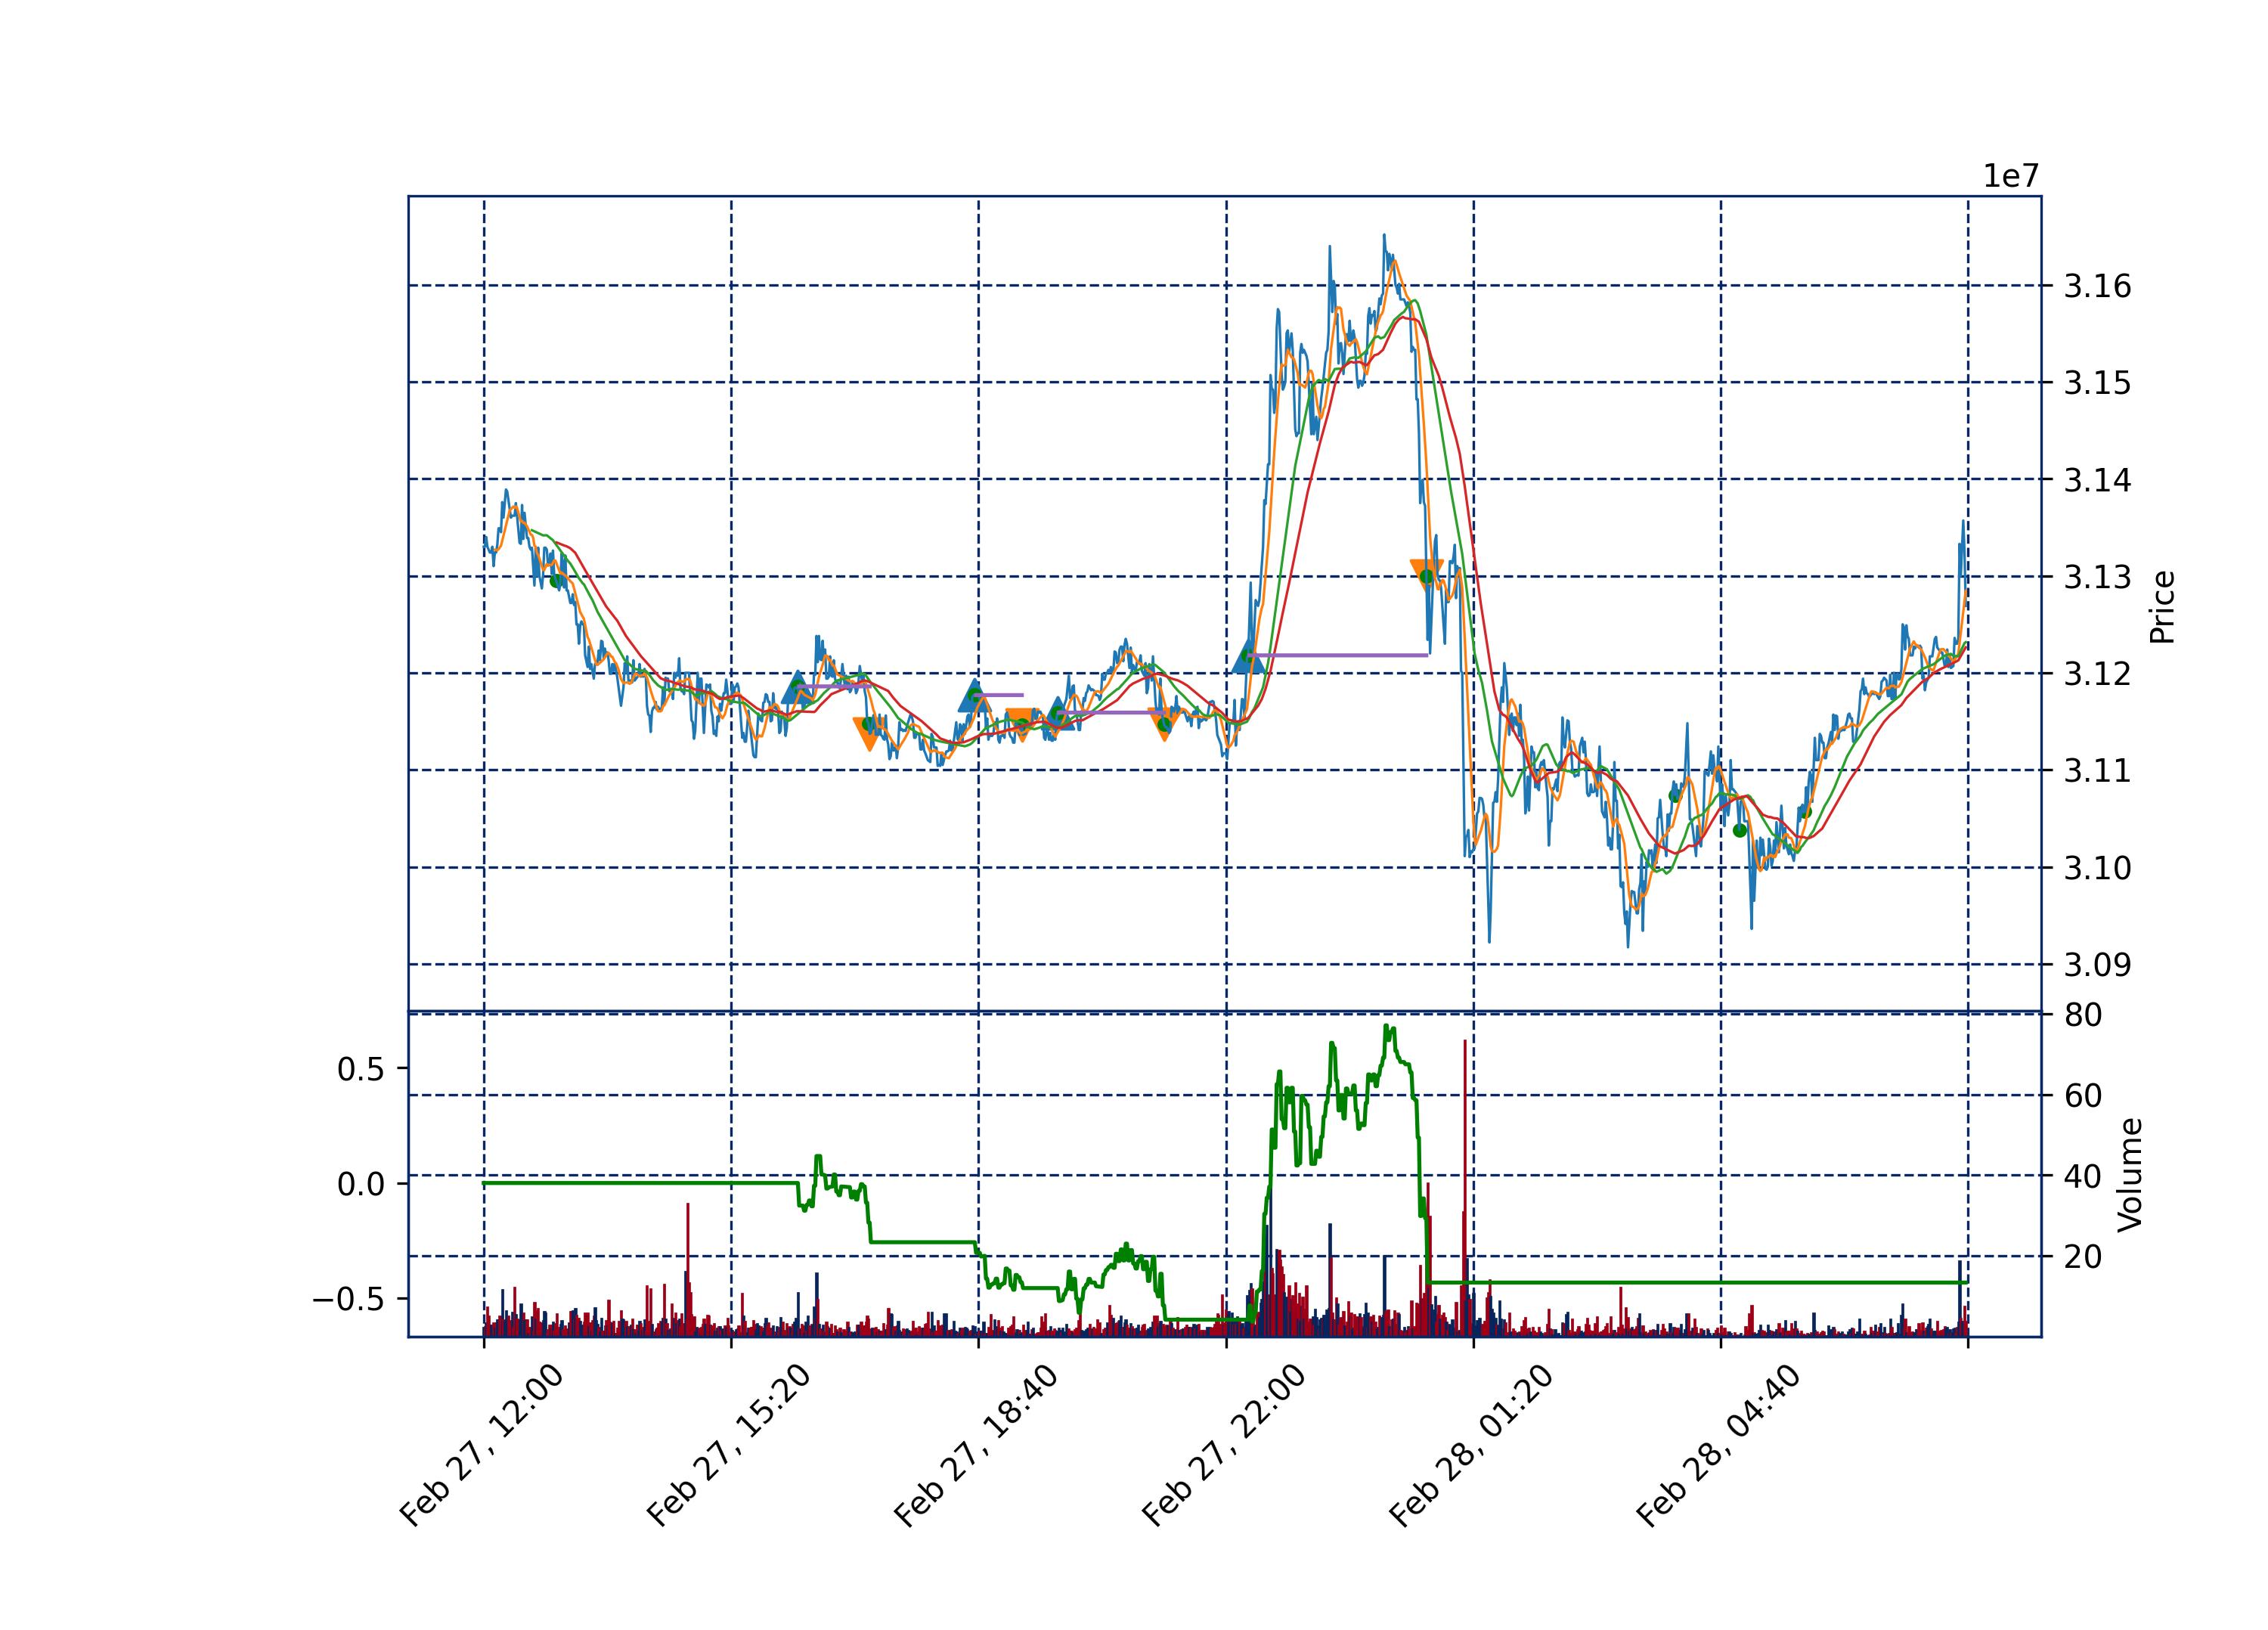 1e7
3.16
3.15
3.14
3.13
3.12
3.11
3.10
3.09
Price
80
60
40
20
Volume
0.5
0.0
−0.5
Feb 27, 12:00
Feb 27, 15:20
Feb 27, 18:40
Feb 27, 22:00
Feb 28, 01:20
Feb 28, 04:40